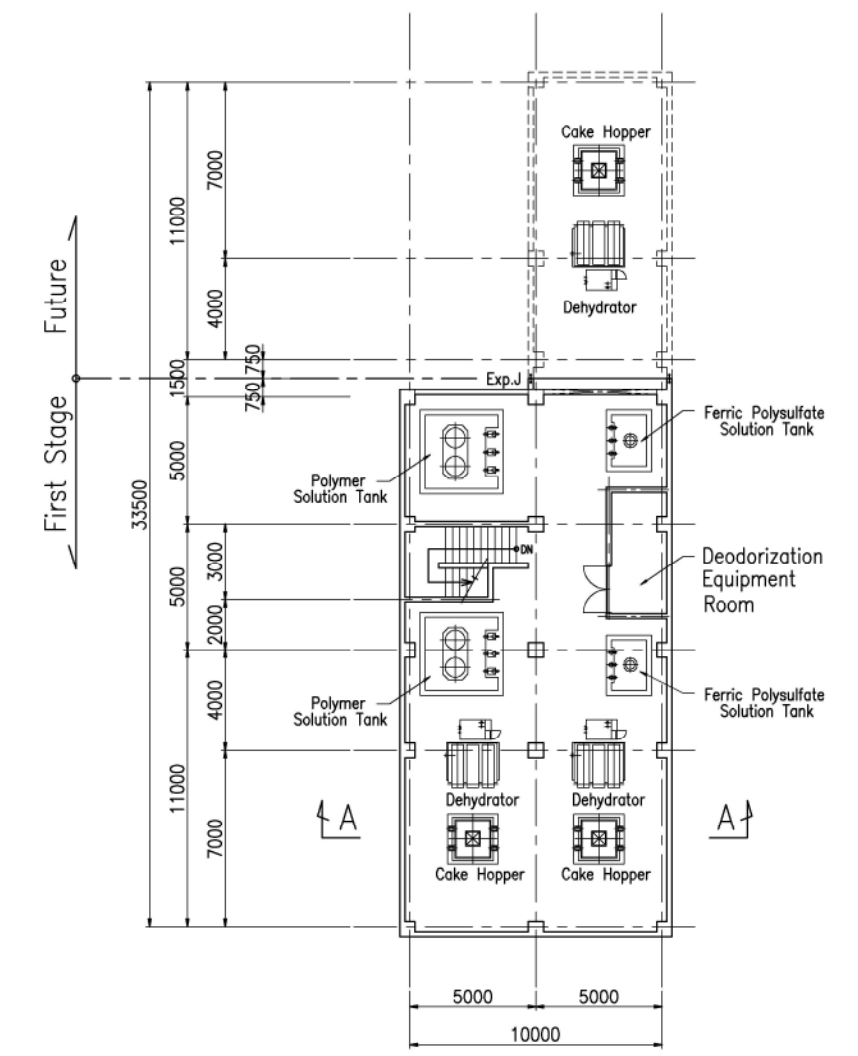 Cake Hopper
7000
11000
Future
4000
Dehydrator
750
1500
Exp.J
750
Ferric Polysulfate
Solution Tank
First Stage
5000
Polymer
Solution Tank
33500
3000
DN
Deodorization
Equipment
Room
5000
2000
Ferric Polysulfate
Solution Tank
4000
Polymer
Solution Tank
11000
Dehydrator
Dehydrator
A
A
7000
Cake Hopper
Cake Hopper
5000
5000
10000